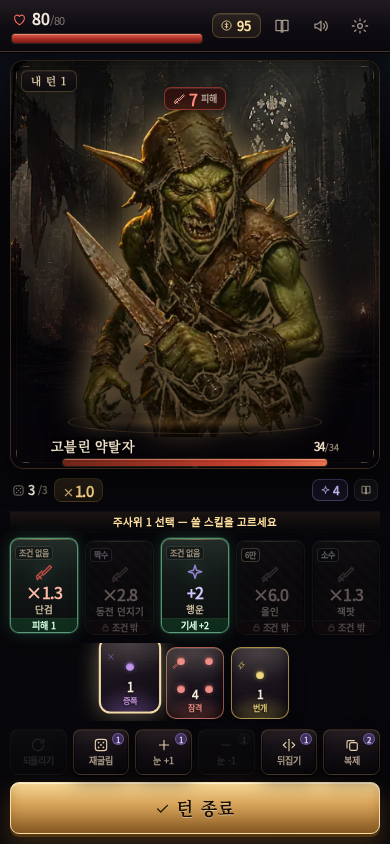 80/80
95
내 턴 1
7 피해
고블린 약탈자
34/34
3/3
×1.0
4
주사위 1 선택 — 쓸 스킬을 고르세요
조건 없음
짝수
조건 없음
6만
소수
×1.3
×2.8
+2
×6.0
×1.3
단검
동전 던지기
행운
올인
잭팟
피해 1
조건 밖
기세 +2
조건 밖
조건 밖
1
4
1
증폭
잠격
번개
1
1
1
1
2
되돌리기
재굴림
눈 +1
눈 -1
뒤집기
복제
턴 종료